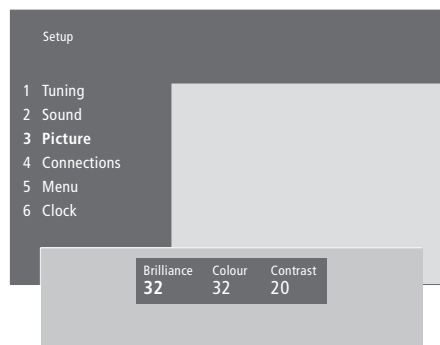 Setup
1 Tuning
2 Sound
3 Picture
4 Connections
5 Menu
6 Clock
Brilliance Colour Contrast
32 32 20